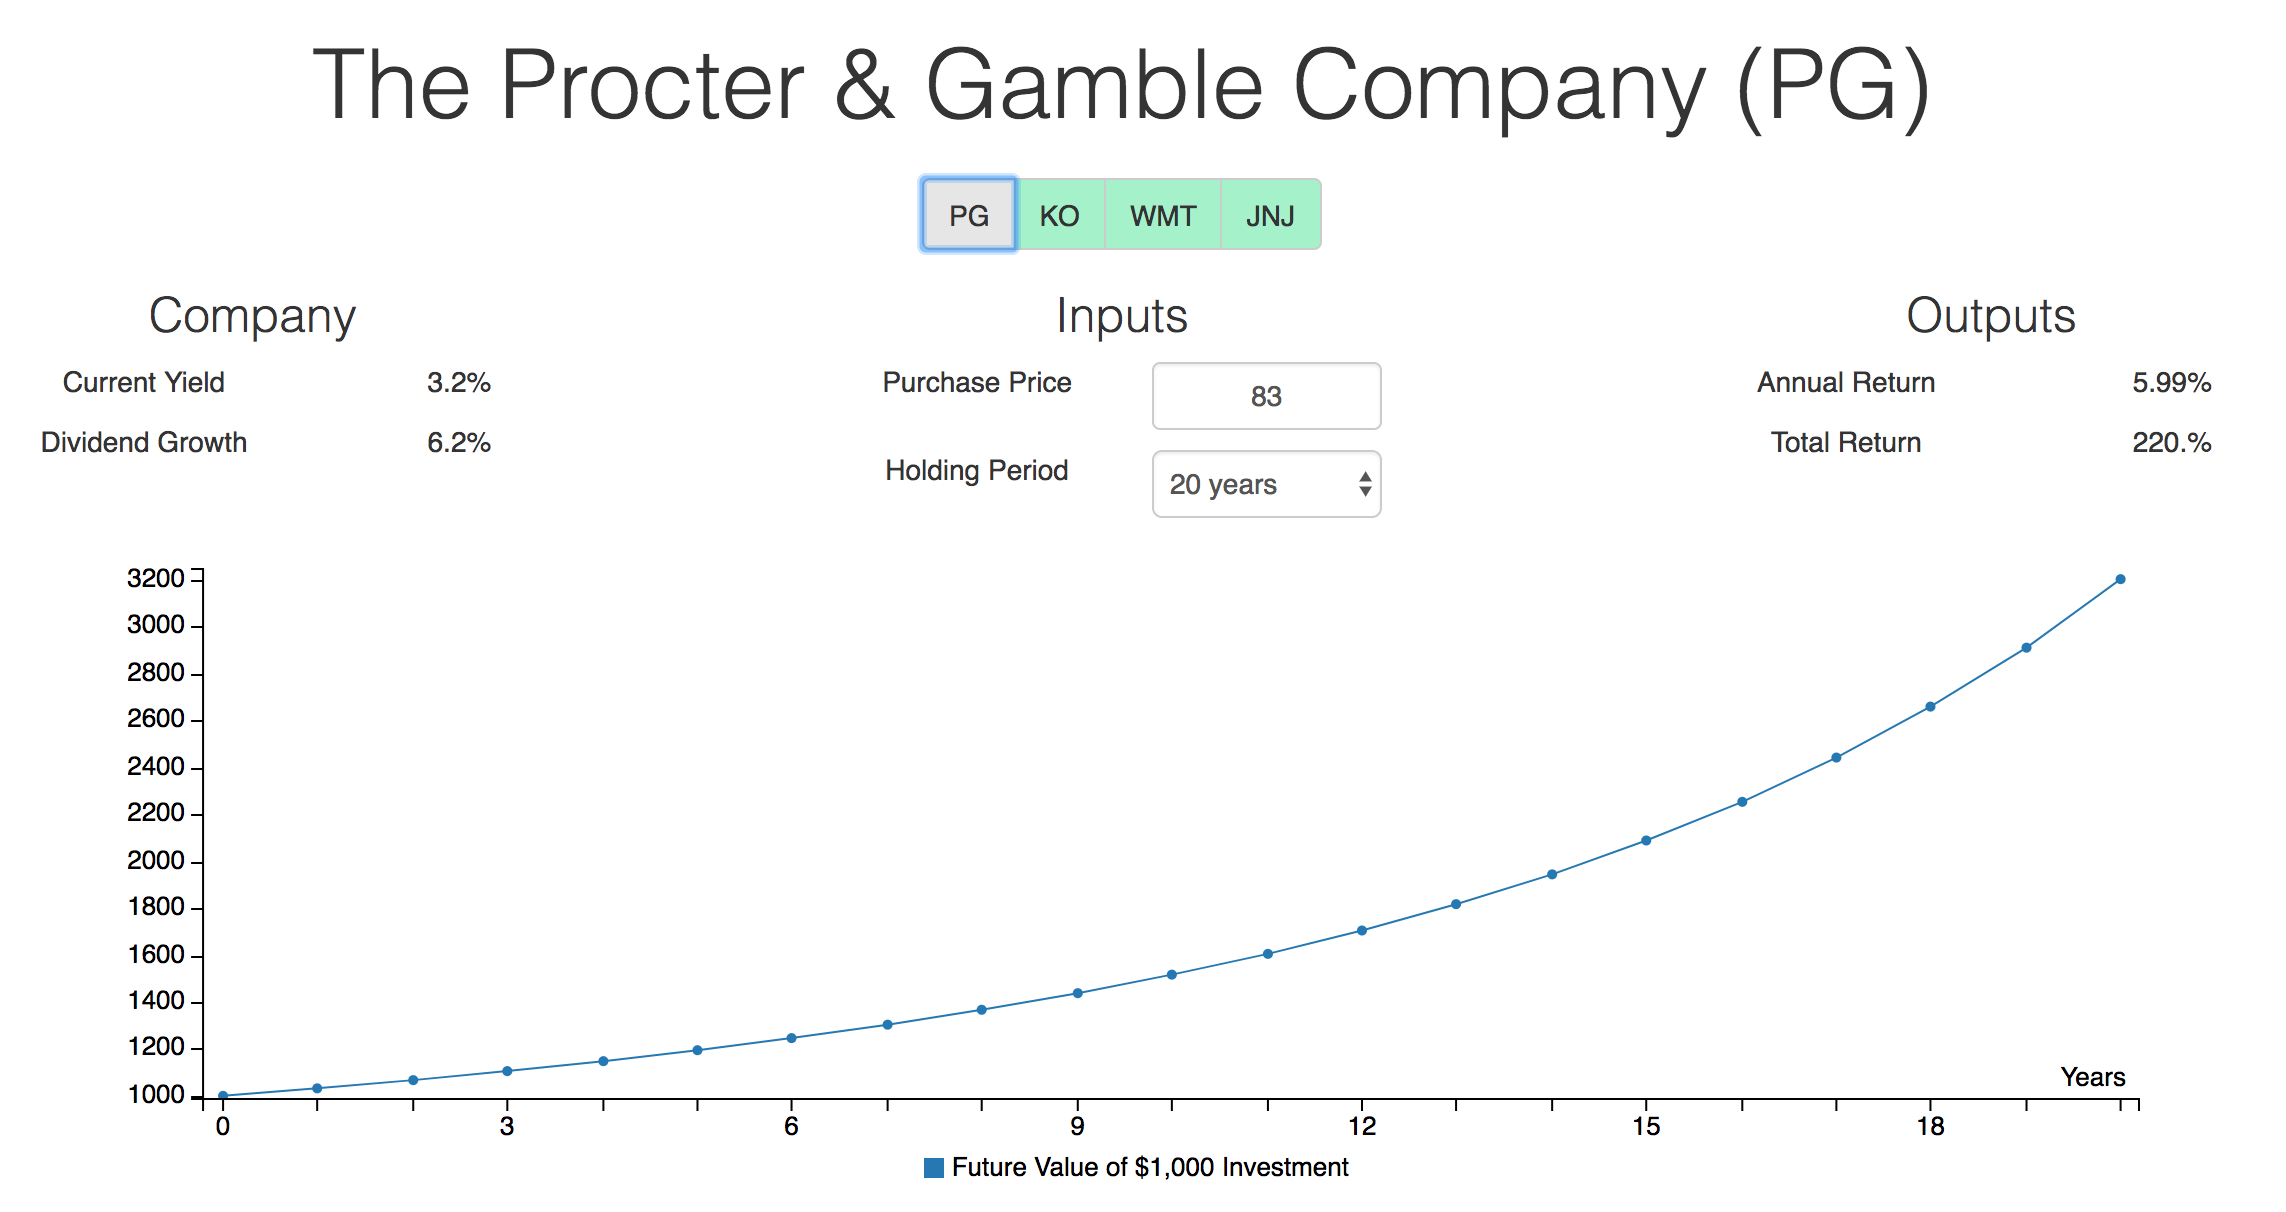 The Procter & Gamble Company (PG)
PG KO WMT JNJ
Company
Current Yield 3.2%
Dividend Growth 6.2%
Inputs
Purchase Price 83
Holding Period 20 years
Outputs
Annual Return 5.99%
Total Return 220.%
3200
3000
2800
2600
2400
2200
2000
1800
1600
1400
1200
1000
Years
0 3 6 9 12 15 18
Future Value of $1,000 Investment